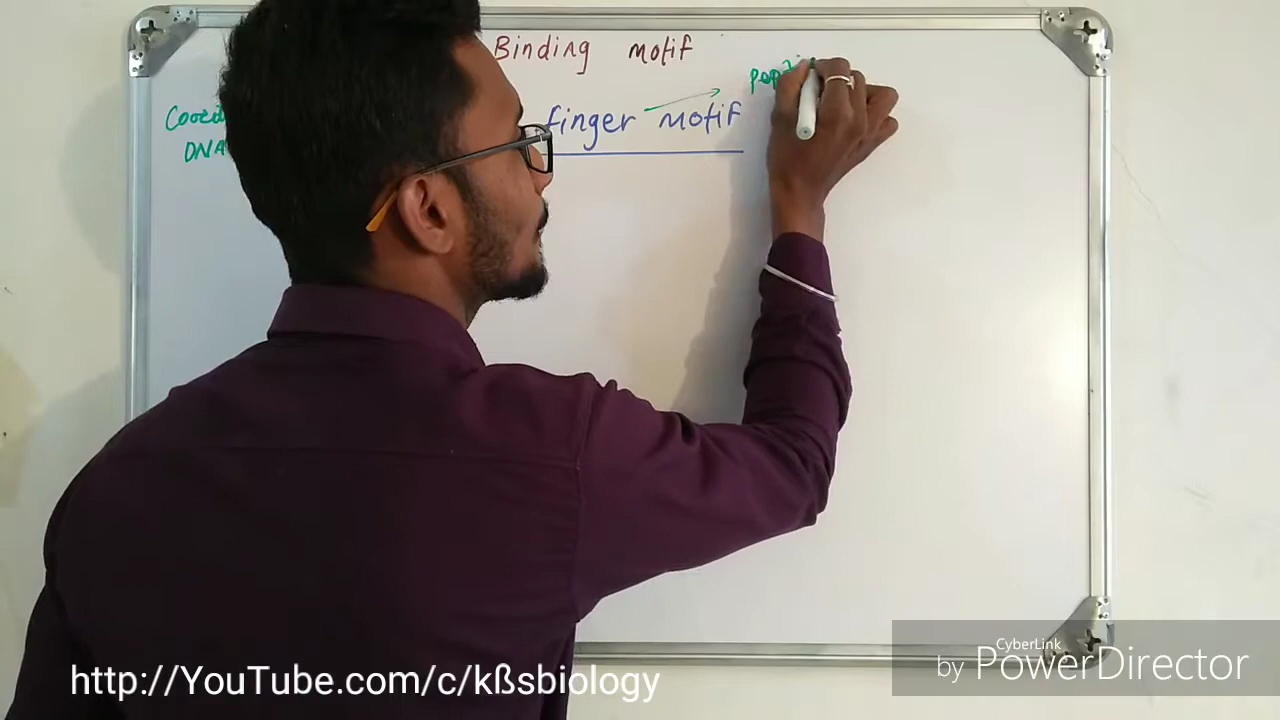 Binding motif
finger motif
DNA
http://YouTube.com/c/kßsbiology
CyberLink
by PowerDirector